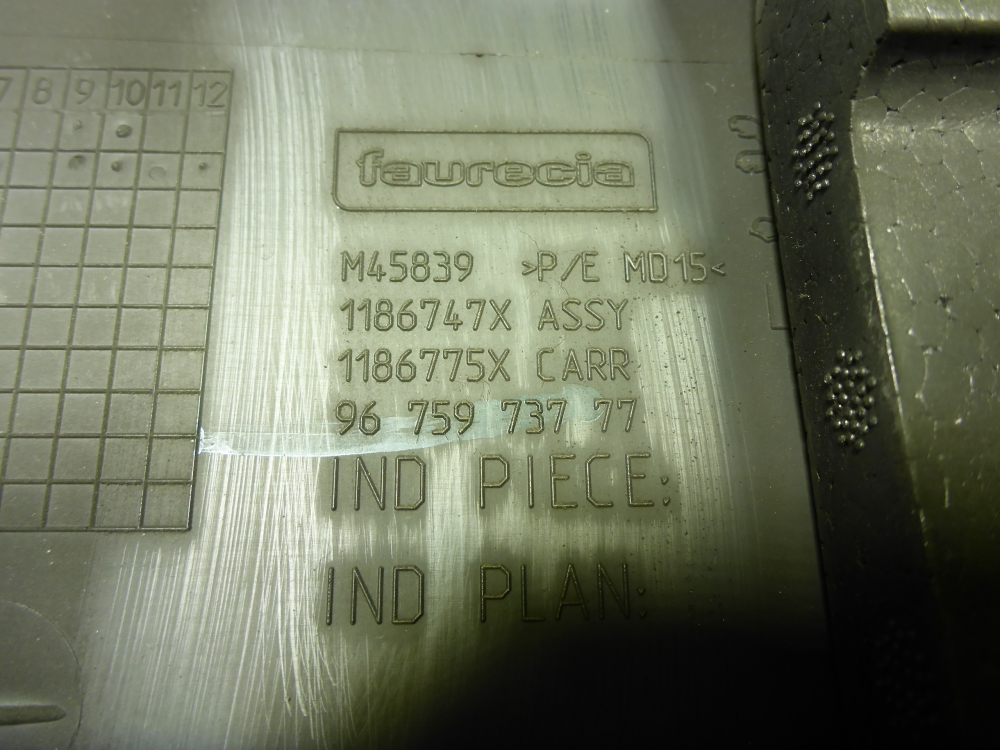 7 8 9 10 11 12
faurecia
M45839 >P/E MD15<
1186747X ASSY
1186775X CARR
96 759 737 77
IND PIECE:
IND PLAN: